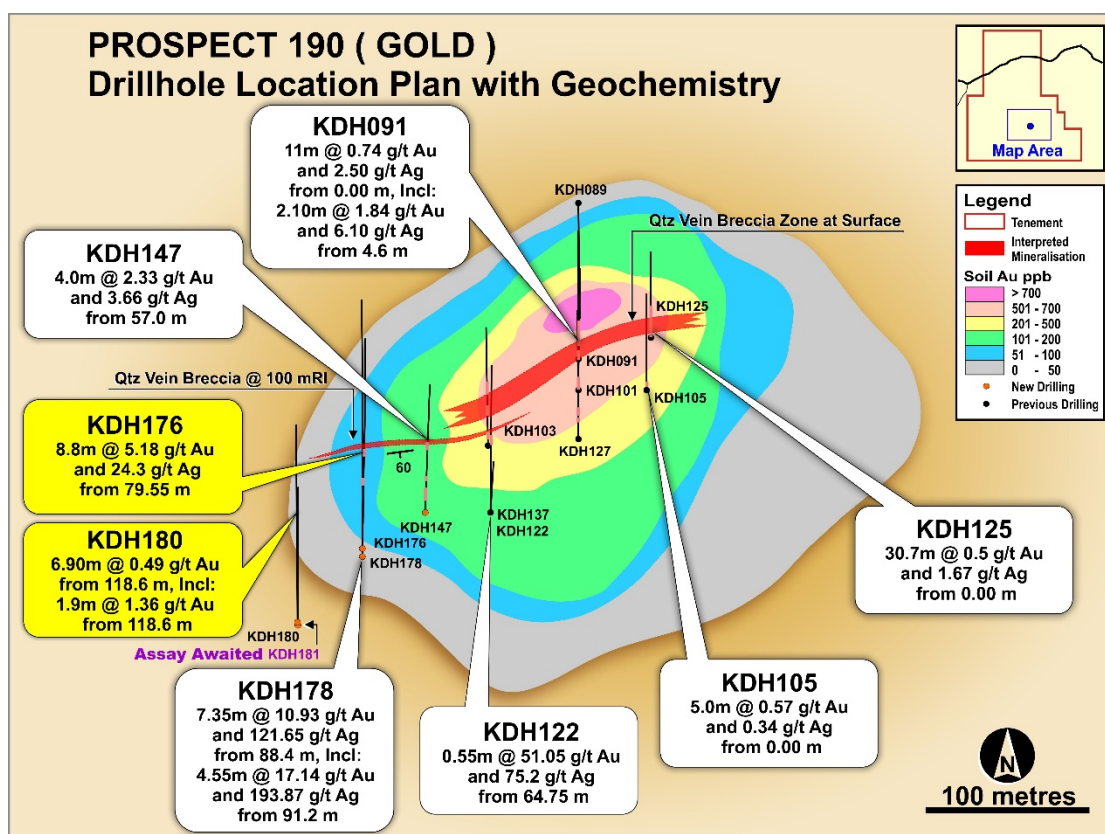 PROSPECT 190 ( GOLD )
Drillhole Location Plan with Geochemistry
Map Area
KDH091
11m @ 0.74 g/t Au
and 2.50 g/t Ag
from 0.00 m, Incl:
2.10m @ 1.84 g/t Au
and 6.10 g/t Ag
from 4.6 m
KDH089
Qtz Vein Breccia Zone at Surface
Legend
Tenement
Interpreted
Mineralisation
Soil Au ppb
> 700
501 - 700
201 - 500
101 - 200
51 - 100
0 - 50
New Drilling
Previous Drilling
KDH147
4.0m @ 2.33 g/t Au
and 3.66 g/t Ag
from 57.0 m
KDH125
KDH091
KDH101
KDH105
Qtz Vein Breccia @ 100 mRl
KDH103
KDH127
60
KDH176
8.8m @ 5.18 g/t Au
and 24.3 g/t Ag
from 79.55 m
KDH147
KDH137
KDH122
KDH176
KDH178
KDH180
6.90m @ 0.49 g/t Au
from 118.6 m, Incl:
1.9m @ 1.36 g/t Au
from 118.6 m
KDH125
30.7m @ 0.5 g/t Au
and 1.67 g/t Ag
from 0.00 m
KDH180
Assay Awaited KDH181
KDH178
7.35m @ 10.93 g/t Au
and 121.65 g/t Ag
from 88.4 m, Incl:
4.55m @ 17.14 g/t Au
and 193.87 g/t Ag
from 91.2 m
KDH122
0.55m @ 51.05 g/t Au
and 75.2 g/t Ag
from 64.75 m
KDH105
5.0m @ 0.57 g/t Au
and 0.34 g/t Ag
from 0.00 m
N
100 metres